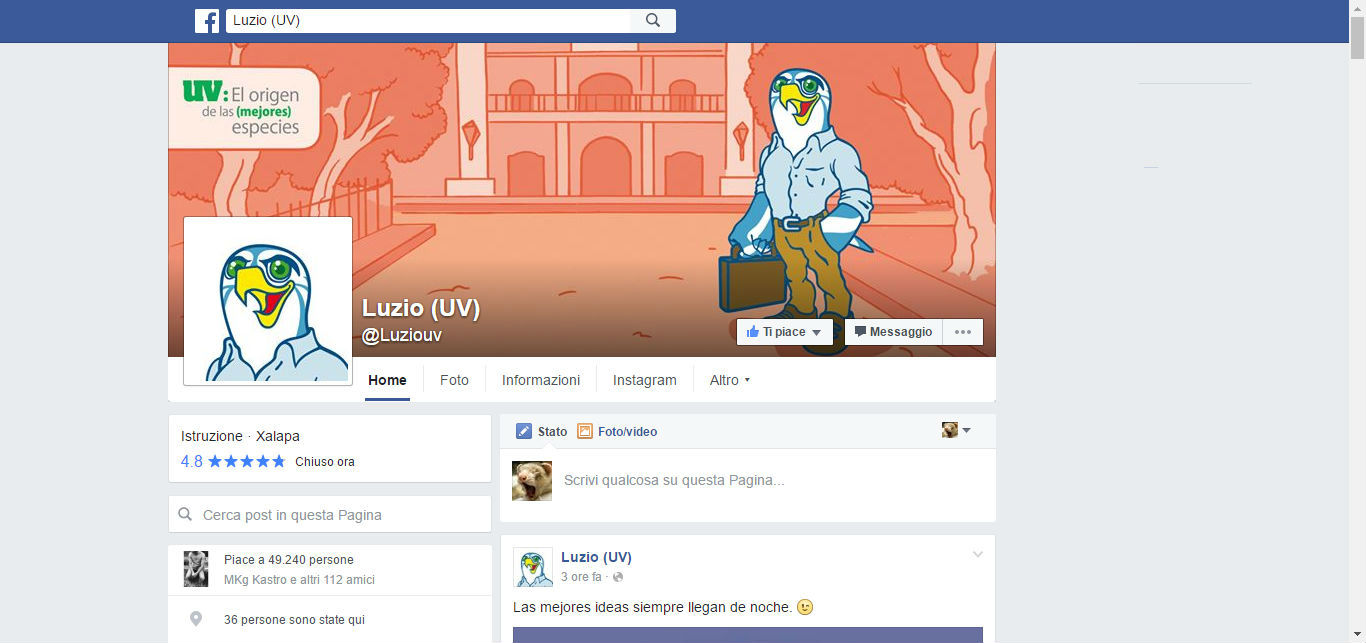 Luzio (UV)
UV: El origen
de las (mejores)
especies
Luzio (UV)
@Luziouv
Ti piace
Messaggio
Home
Foto
Informazioni
Instagram
Altro
Istruzione · Xalapa
4.8
Chiuso ora
Cerca post in questa Pagina
Piace a 49.240 persone
MKg Kastro e altri 112 amici
36 persone sono state qui
Stato
Foto/video
Scrivi qualcosa su questa Pagina...
Luzio (UV)
3 ore fa ·
Las mejores ideas siempre llegan de noche. 😉